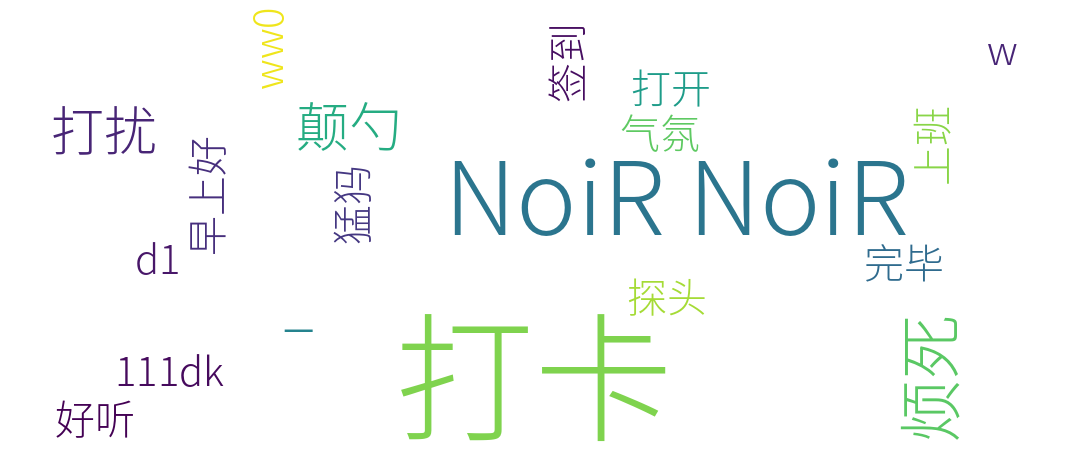 ww0
签到
w
打开
打扰
颠勺
气氛
上班
早上好
猛犸
NoiR NoiR
d1
完毕
探头
一
打卡
烦死
111dk
好听